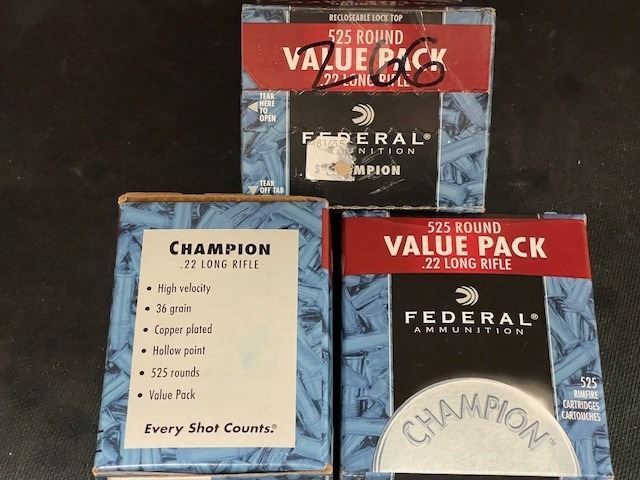 RECLOSEABLE LOCK TOP
525 ROUND
VALUE PACK
.22 LONG RIFLE
266
TEAR
HERE
TO
OPEN
FEDERAL®
AMMUNITION
CHAMPION
TEAR
OFF TAB
CHAMPION
.22 LONG RIFLE
• High velocity
• 36 grain
• Copper plated
• Hollow point
• 525 rounds
• Value Pack
Every Shot Counts.®
525 ROUND
VALUE PACK
.22 LONG RIFLE
FEDERAL®
AMMUNITION
525
RIMFIRE
CARTRIDGES
CARTOUCHES
CHAMPION™